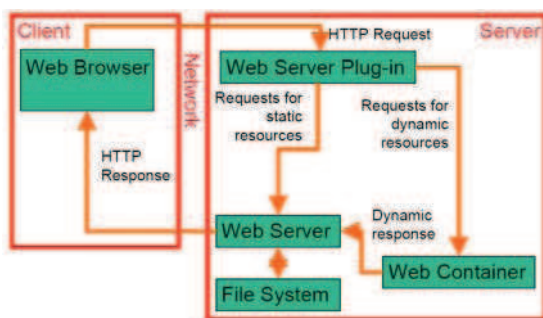 Client
Server
HTTP Request
Web Browser
Network
Web Server Plug-in
Requests for
static
resources
Requests for
dynamic
resources
HTTP
Response
Web Server
Dynamic
response
Web Container
File System